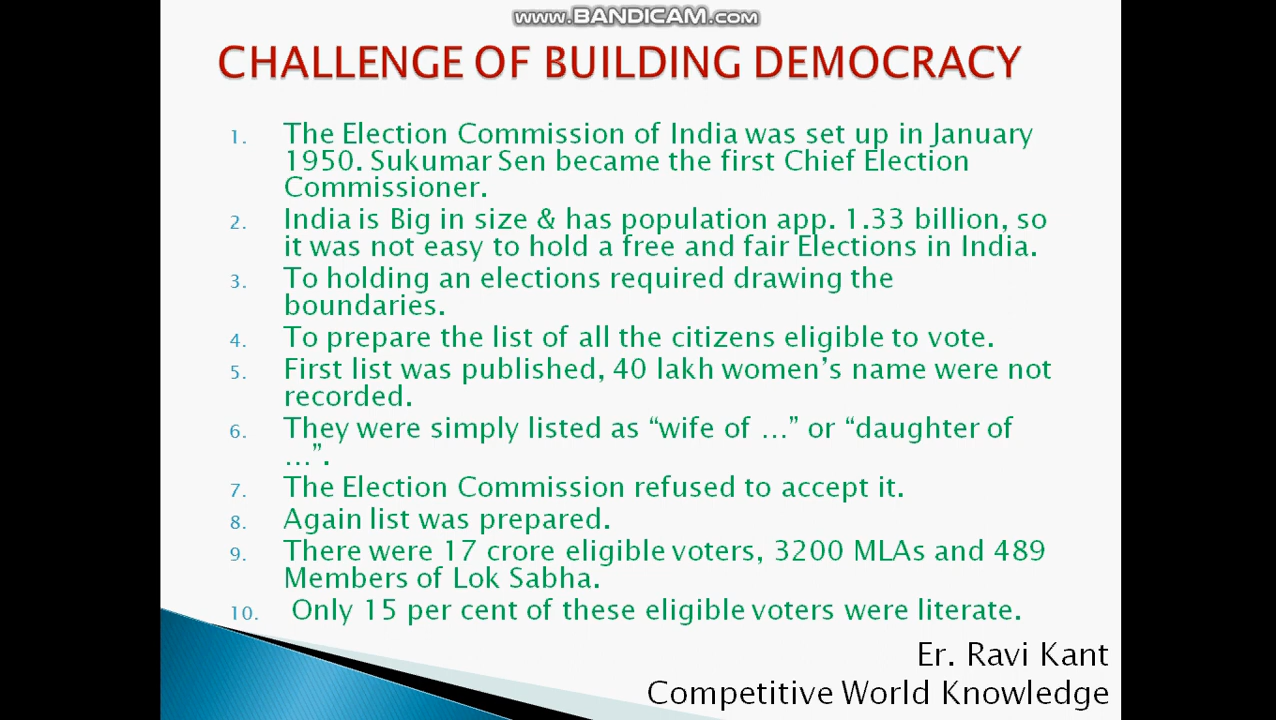 www.BANDICAM.com
CHALLENGE OF BUILDING DEMOCRACY
1. The Election Commission of India was set up in January
1950. Sukumar Sen became the first Chief Election
Commissioner.
2. India is Big in size & has population app. 1.33 billion, so
it was not easy to hold a free and fair Elections in India.
3. To holding an elections required drawing the
boundaries.
4. To prepare the list of all the citizens eligible to vote.
5. First list was published, 40 lakh women’s name were not
recorded.
6. They were simply listed as “wife of …” or “daughter of
…”.
7. The Election Commission refused to accept it.
8. Again list was prepared.
9. There were 17 crore eligible voters, 3200 MLAs and 489
Members of Lok Sabha.
10. Only 15 per cent of these eligible voters were literate.
Er. Ravi Kant
Competitive World Knowledge